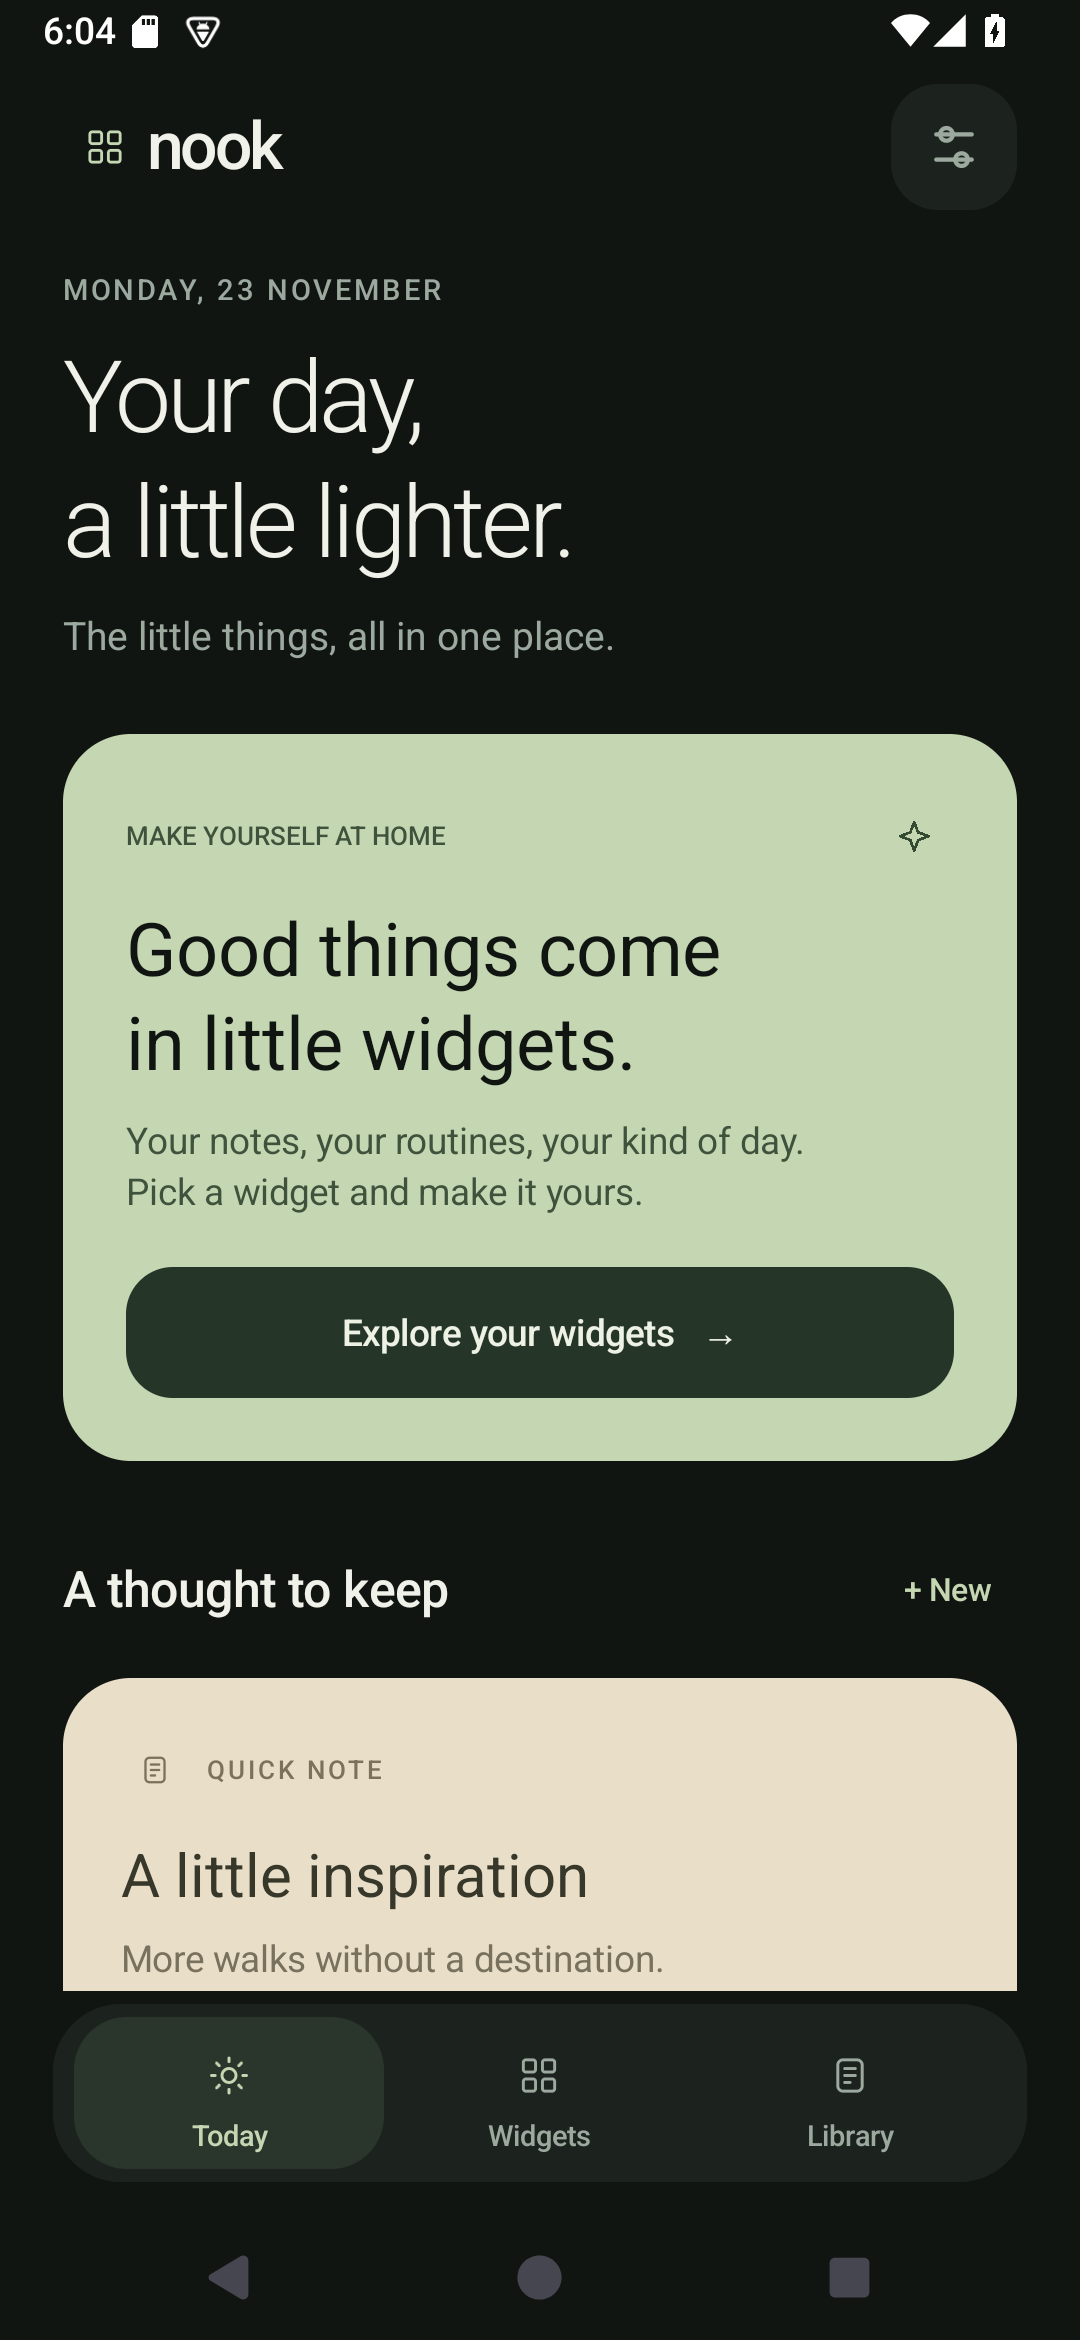 6:04
nook
MONDAY, 23 NOVEMBER
Your day,
a little lighter.
The little things, all in one place.
MAKE YOURSELF AT HOME
Good things come
in little widgets.
Your notes, your routines, your kind of day.
Pick a widget and make it yours.
Explore your widgets →
A thought to keep
+ New
QUICK NOTE
A little inspiration
More walks without a destination.
Today
Widgets
Library